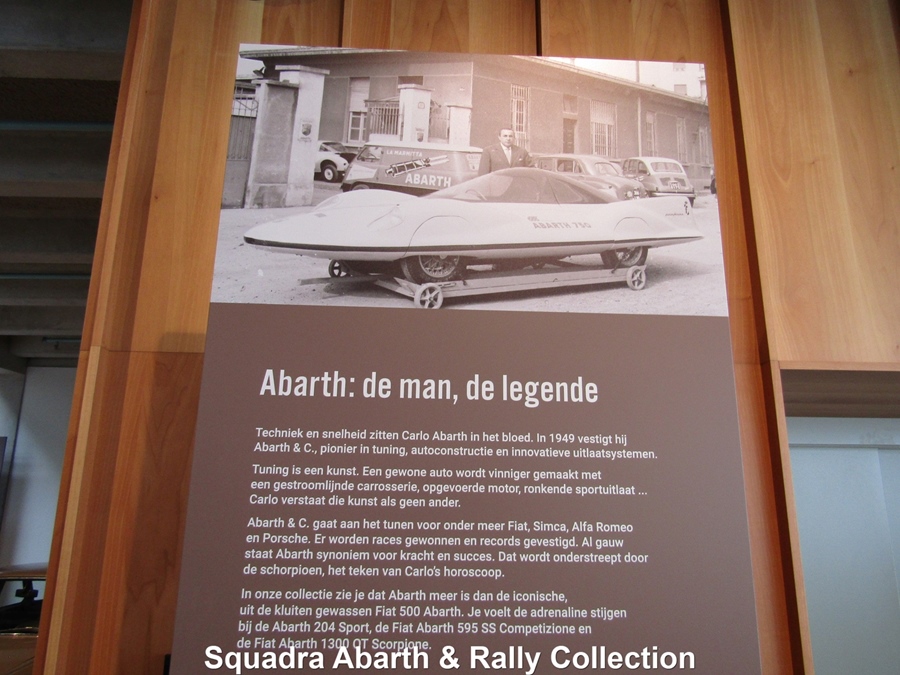 LA MARMITTA
ABARTH
ABARTH 750
Abarth: de man, de legende
Techniek en snelheid zitten Carlo Abarth in het bloed. In 1949 vestigt hij
Abarth & C., pionier in tuning, autoconstructie en innovatieve uitlaatsystemen.
Tuning is een kunst. Een gewone auto wordt vinniger gemaakt met
een gestroomlijnde carrosserie, opgevoerde motor, ronkende sportuitlaat ...
Carlo verstaat die kunst als geen ander.
Abarth & C. gaat aan het tunen voor onder meer Fiat, Simca, Alfa Romeo
en Porsche. Er worden races gewonnen en records gevestigd. Al gauw
staat Abarth synoniem voor kracht en succes. Dat wordt onderstreept door
de schorpioen, het teken van Carlo's horoscoop.
In onze collectie zie je dat Abarth meer is dan de iconische,
uit de kluiten gewassen Fiat 500 Abarth. Je voelt de adrenaline stijgen
bij de Abarth 204 Sport, de Fiat Abarth 595 SS Competizione en
de Fiat Abarth 1300 OT Scorpione.
Squadra Abarth & Rally Collection